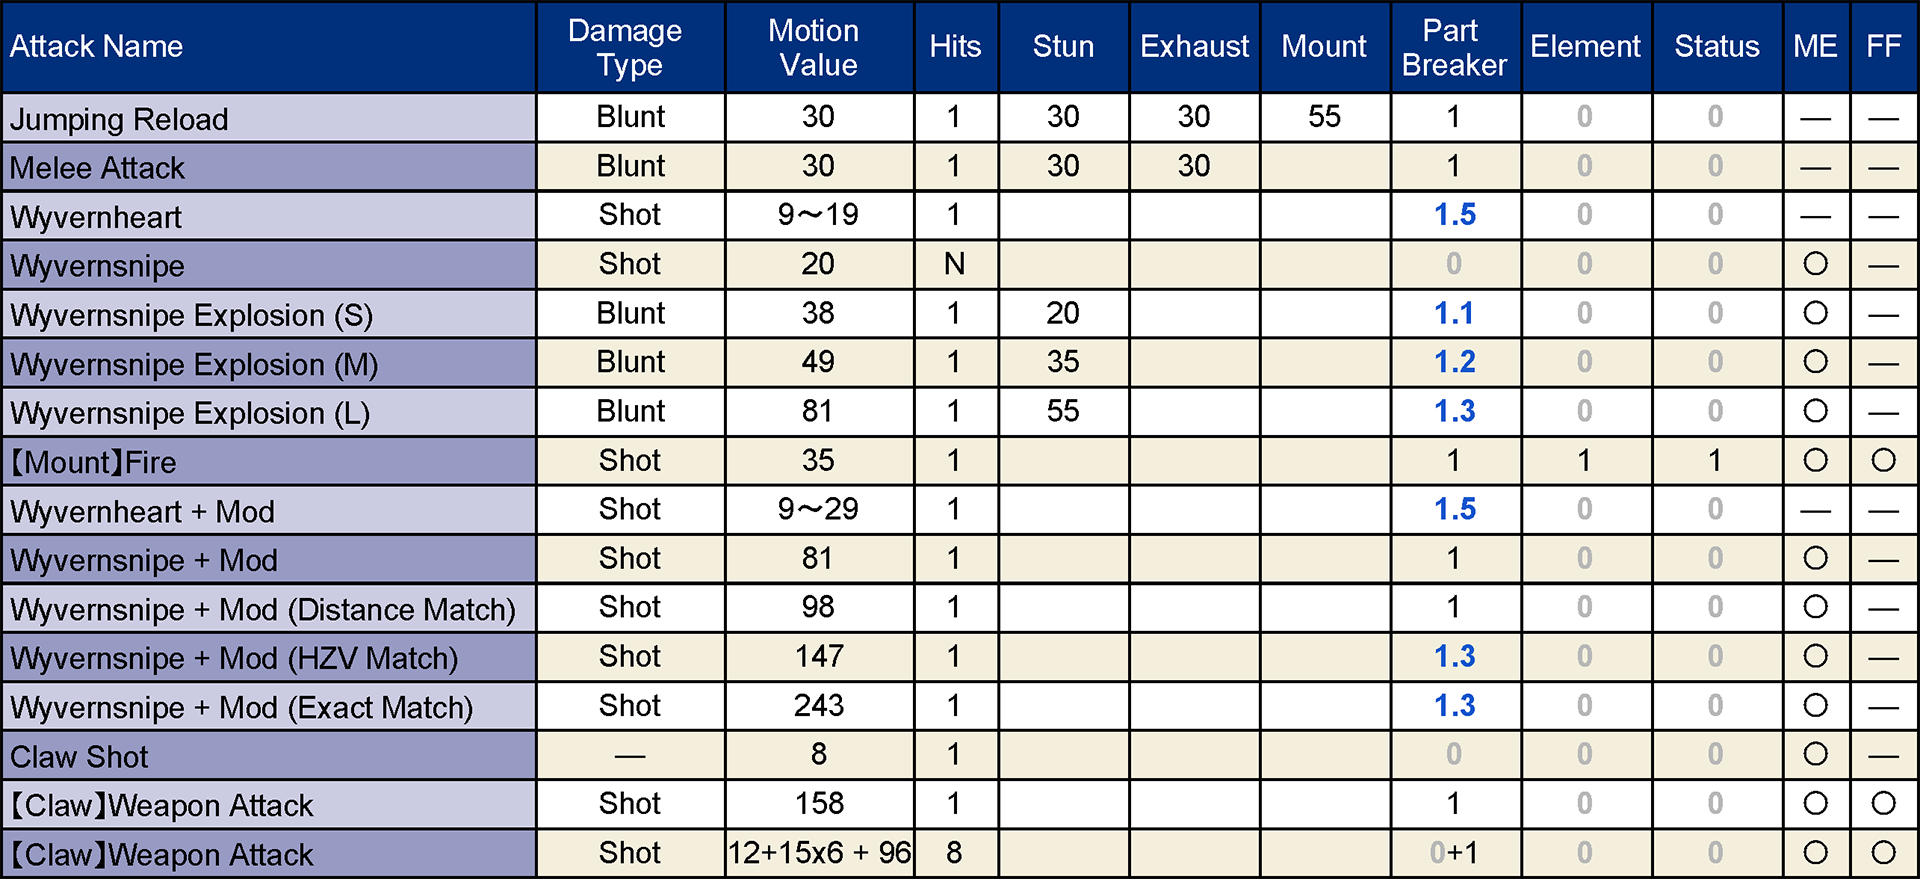 Attack Name Damage Type Motion Value Hits Stun Exhaust Mount Part Breaker Element Status ME FF
Jumping Reload Blunt 30 1 30 30 55 1 0 0 — —
Melee Attack Blunt 30 1 30 30 1 0 0 — —
Wyvernheart Shot 9〜19 1 1.5 0 0 — —
Wyvernsnipe Shot 20 N 0 0 0 〇 —
Wyvernsnipe Explosion (S) Blunt 38 1 20 1.1 0 0 〇 —
Wyvernsnipe Explosion (M) Blunt 49 1 35 1.2 0 0 〇 —
Wyvernsnipe Explosion (L) Blunt 81 1 55 1.3 0 0 〇 —
【Mount】Fire Shot 35 1 1 1 1 〇 〇
Wyvernheart + Mod Shot 9〜29 1 1.5 0 0 — —
Wyvernsnipe + Mod Shot 81 1 1 0 0 〇 —
Wyvernsnipe + Mod (Distance Match) Shot 98 1 1 0 0 〇 —
Wyvernsnipe + Mod (HZV Match) Shot 147 1 1.3 0 0 〇 —
Wyvernsnipe + Mod (Exact Match) Shot 243 1 1.3 0 0 〇 —
Claw Shot — 8 1 0 0 0 〇 —
【Claw】Weapon Attack Shot 158 1 1 0 0 〇 〇
【Claw】Weapon Attack Shot 12+15x6 + 96 8 0+1 0 0 〇 〇